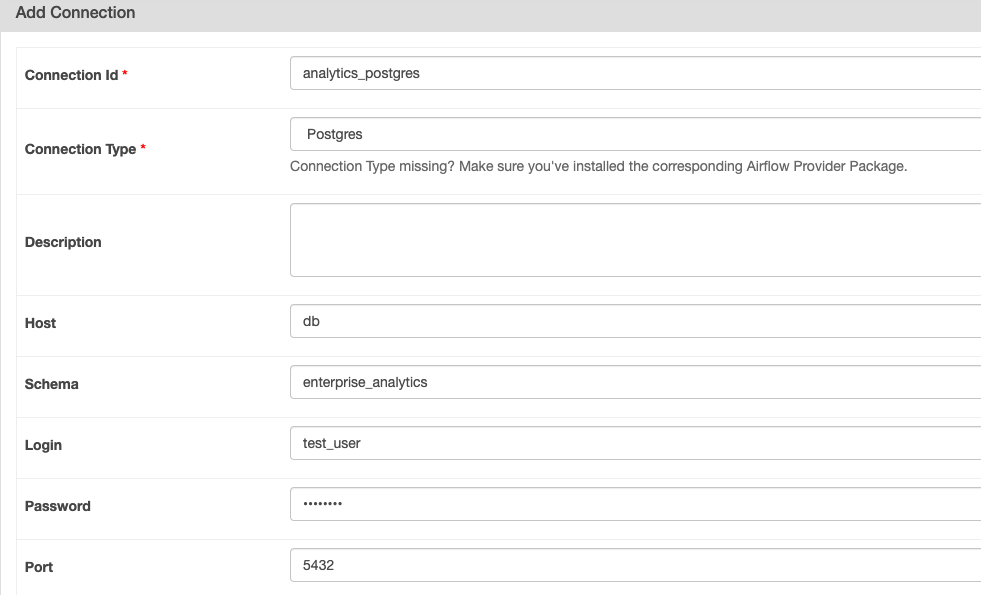 Add Connection
Connection Id *
analytics_postgres
Connection Type *
Postgres
Connection Type missing? Make sure you've installed the corresponding Airflow Provider Package.
Description
Host
db
Schema
enterprise_analytics
Login
test_user
Password
••••••••
Port
5432